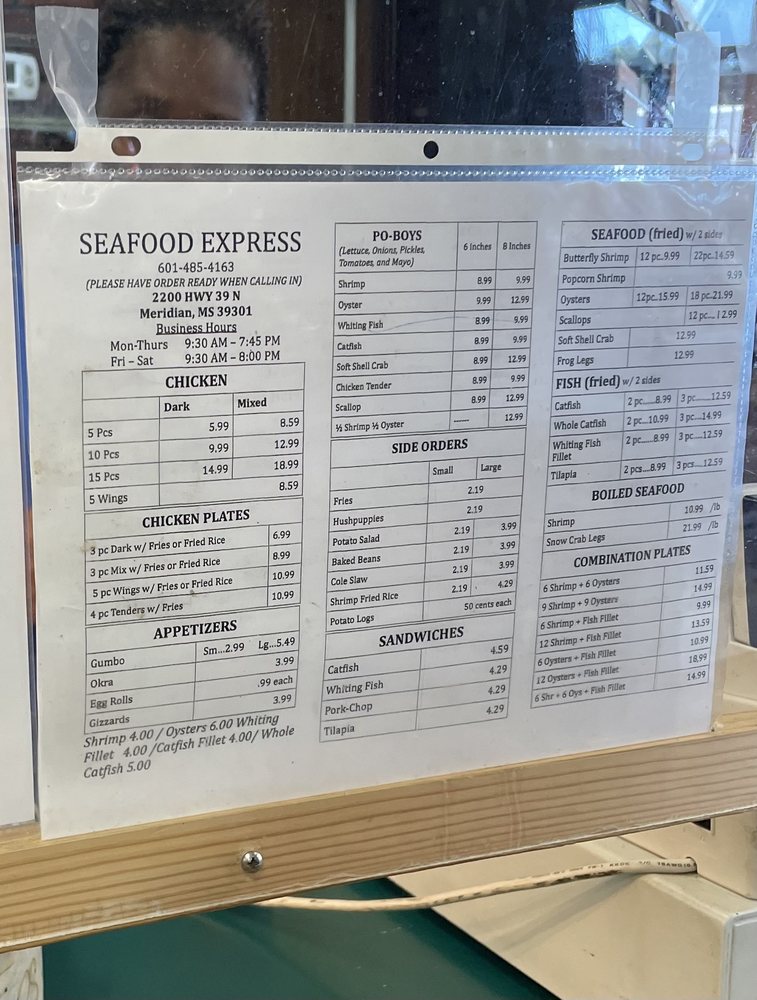 SEAFOOD EXPRESS
601-485-4163
(PLEASE HAVE ORDER READY WHEN CALLING IN)
2200 HWY 39 N
Meridian, MS 39301
Business Hours
Mon-Thurs 9:30 AM – 7:45 PM
Fri – Sat 9:30 AM – 8:00 PM
CHICKEN
Dark Mixed
5 Pcs 5.99 8.59
10 Pcs 9.99 12.99
15 Pcs 14.99 18.99
5 Wings 8.59
CHICKEN PLATES
3 pc Dark w/ Fries or Fried Rice 6.99
3 pc Mix w/ Fries or Fried Rice 8.99
5 pc Wings w/ Fries or Fried Rice 10.99
4 pc Tenders w/ Fries 10.99
APPETIZERS
Gumbo Sm...2.99 Lg...5.49
Okra 3.99
Egg Rolls .99 each
Gizzards 3.99
Shrimp 4.00 / Oysters 6.00 Whiting
Fillet 4.00 /Catfish Fillet 4.00/ Whole
Catfish 5.00
PO-BOYS
(Lettuce, Onions, Pickles,
Tomatoes, and Mayo)
6 Inches 8 Inches
Shrimp 8.99 9.99
Oyster 9.99 12.99
Whiting Fish 8.99 9.99
Catfish 8.99 9.99
Soft Shell Crab 8.99 12.99
Chicken Tender 8.99 9.99
Scallop 8.99 12.99
½ Shrimp ½ Oyster ------ 12.99
SIDE ORDERS
Small Large
Fries 2.19
Hushpuppies 2.19
Potato Salad 2.19 3.99
Baked Beans 2.19 3.99
Cole Slaw 2.19 3.99
Shrimp Fried Rice 2.19 4.29
Potato Logs 50 cents each
SANDWICHES
Catfish 4.59
Whiting Fish 4.29
Pork-Chop 4.29
Tilapia 4.29
SEAFOOD (fried) w/ 2 sides
Butterfly Shrimp 12 pc.9.99 22pc.14.59
Popcorn Shrimp 9.99
Oysters 12pc.15.99 18 pc.21.99
Scallops 12 pc...12.99
Soft Shell Crab 12.99
Frog Legs 12.99
FISH (fried) w/ 2 sides
Catfish 2 pc.....8.99 3 pc.....12.59
Whole Catfish 2 pc..10.99 3 pc..14.99
Whiting Fish
Fillet 2 pc.....8.99 3 pc....12.59
Tilapia 2 pcs...8.99 3 pcs....12.59
BOILED SEAFOOD
Shrimp 10.99 /lb
Snow Crab Legs 21.99 /lb
COMBINATION PLATES
6 Shrimp + 6 Oysters 11.59
9 Shrimp + 9 Oysters 14.99
6 Shrimp + Fish Fillet 9.99
12 Shrimp + Fish Fillet 13.59
6 Oysters + Fish Fillet 10.99
12 Oysters + Fish Fillet 18.99
6 Shr + 6 Oys + Fish Fillet 14.99